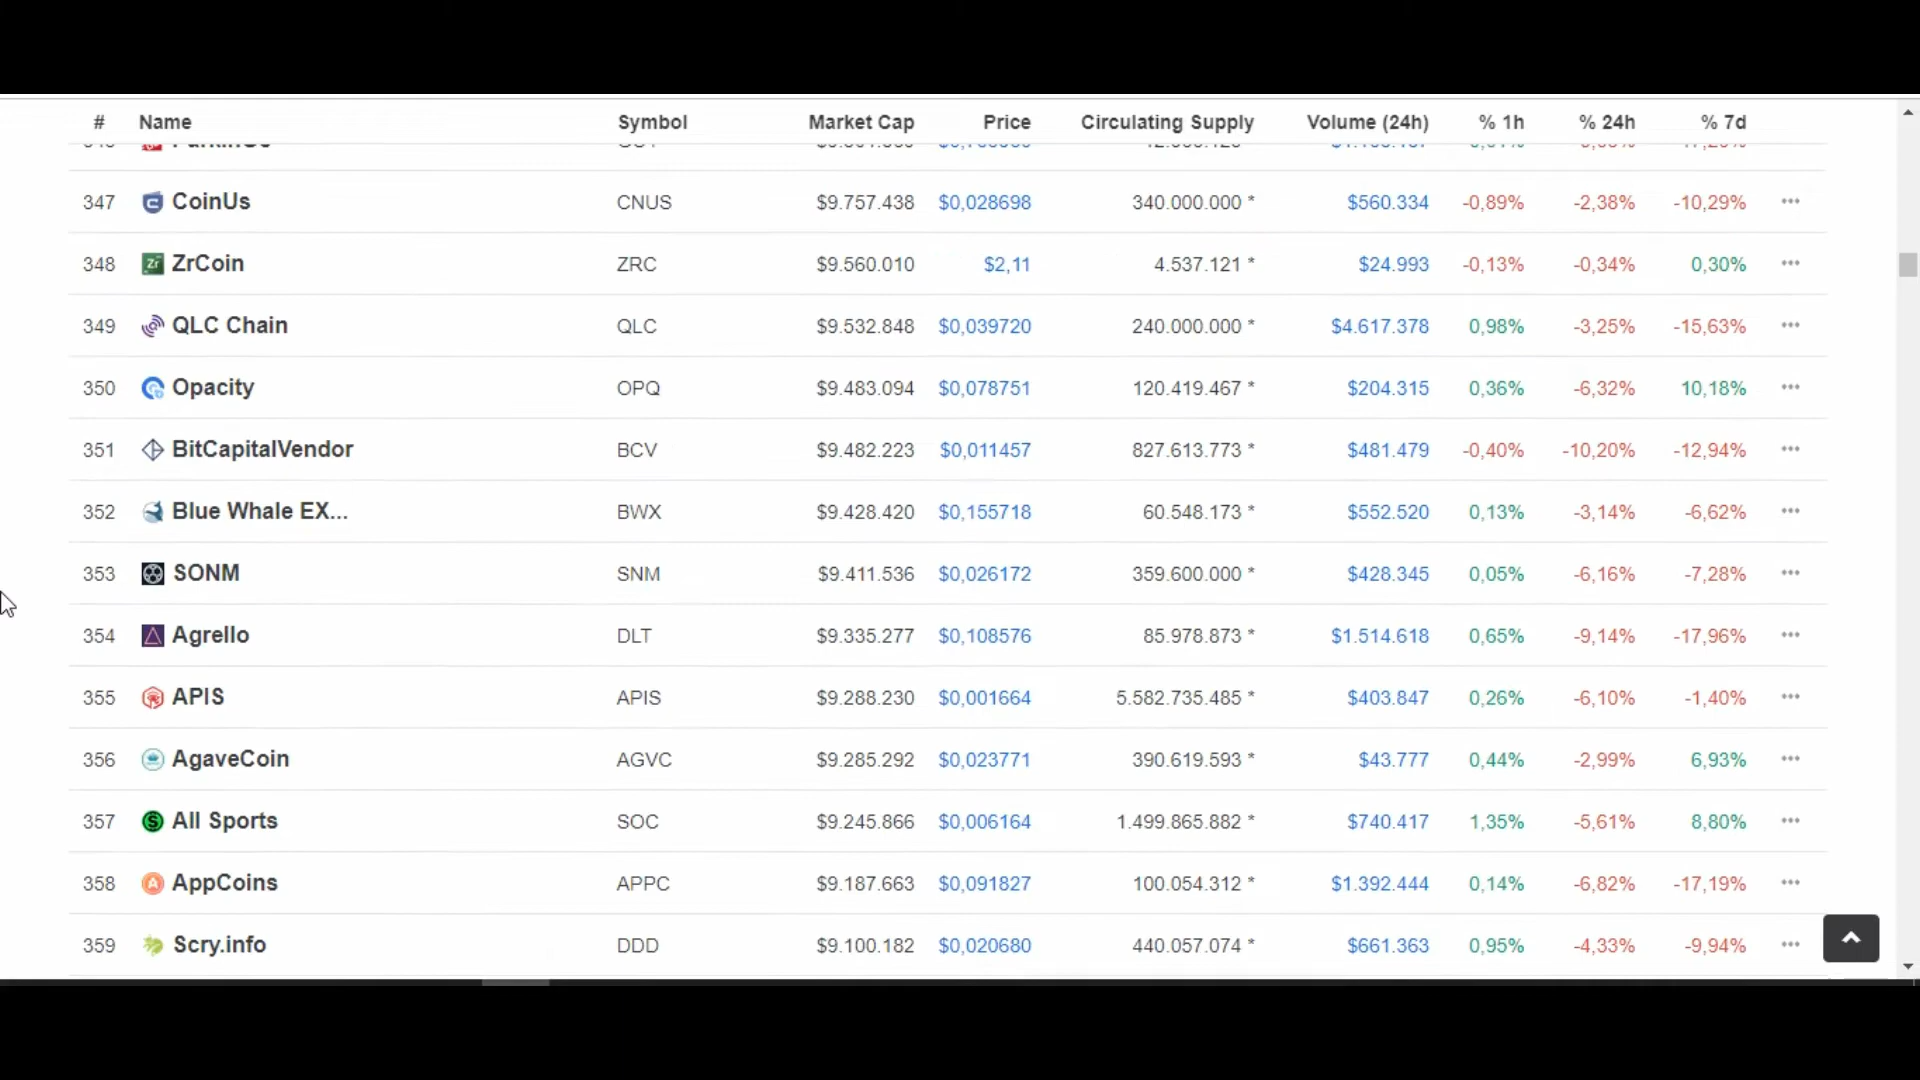 # Name Symbol Market Cap Price Circulating Supply Volume (24h) % 1h % 24h % 7d
347 CoinUs CNUS $9.757.438 $0,028698 340.000.000 * $560.334 -0,89% -2,38% -10,29%
348 Zr ZrCoin ZRC $9.560.010 $2,11 4.537.121 * $24.993 -0,13% -0,34% 0,30%
349 QLC Chain QLC $9.532.848 $0,039720 240.000.000 * $4.617.378 0,98% -3,25% -15,63%
350 Opacity OPQ $9.483.094 $0,078751 120.419.467 * $204.315 0,36% -6,32% 10,18%
351 BitCapitalVendor BCV $9.482.223 $0,011457 827.613.773 * $481.479 -0,40% -10,20% -12,94%
352 Blue Whale EX... BWX $9.428.420 $0,155718 60.548.173 * $552.520 0,13% -3,14% -6,62%
353 SONM SNM $9.411.536 $0,026172 359.600.000 * $428.345 0,05% -6,16% -7,28%
354 Agrello DLT $9.335.277 $0,108576 85.978.873 * $1.514.618 0,65% -9,14% -17,96%
355 APIS APIS $9.288.230 $0,001664 5.582.735.485 * $403.847 0,26% -6,10% -1,40%
356 AgaveCoin AGVC $9.285.292 $0,023771 390.619.593 * $43.777 0,44% -2,99% 6,93%
357 All Sports SOC $9.245.866 $0,006164 1.499.865.882 * $740.417 1,35% -5,61% 8,80%
358 AppCoins APPC $9.187.663 $0,091827 100.054.312 * $1.392.444 0,14% -6,82% -17,19%
359 Scry.info DDD $9.100.182 $0,020680 440.057.074 * $661.363 0,95% -4,33% -9,94%